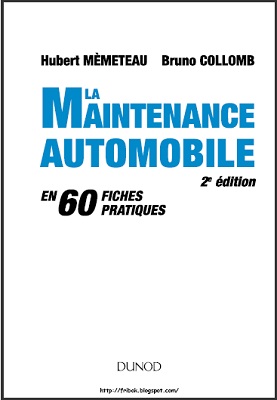 Hubert MÈMETEAU Bruno COLLOMB
LA
MAINTENANCE
AUTOMOBILE
2e édition
EN 60 FICHES
PRATIQUES
DUNOD
http://fribok.blogspot.com/